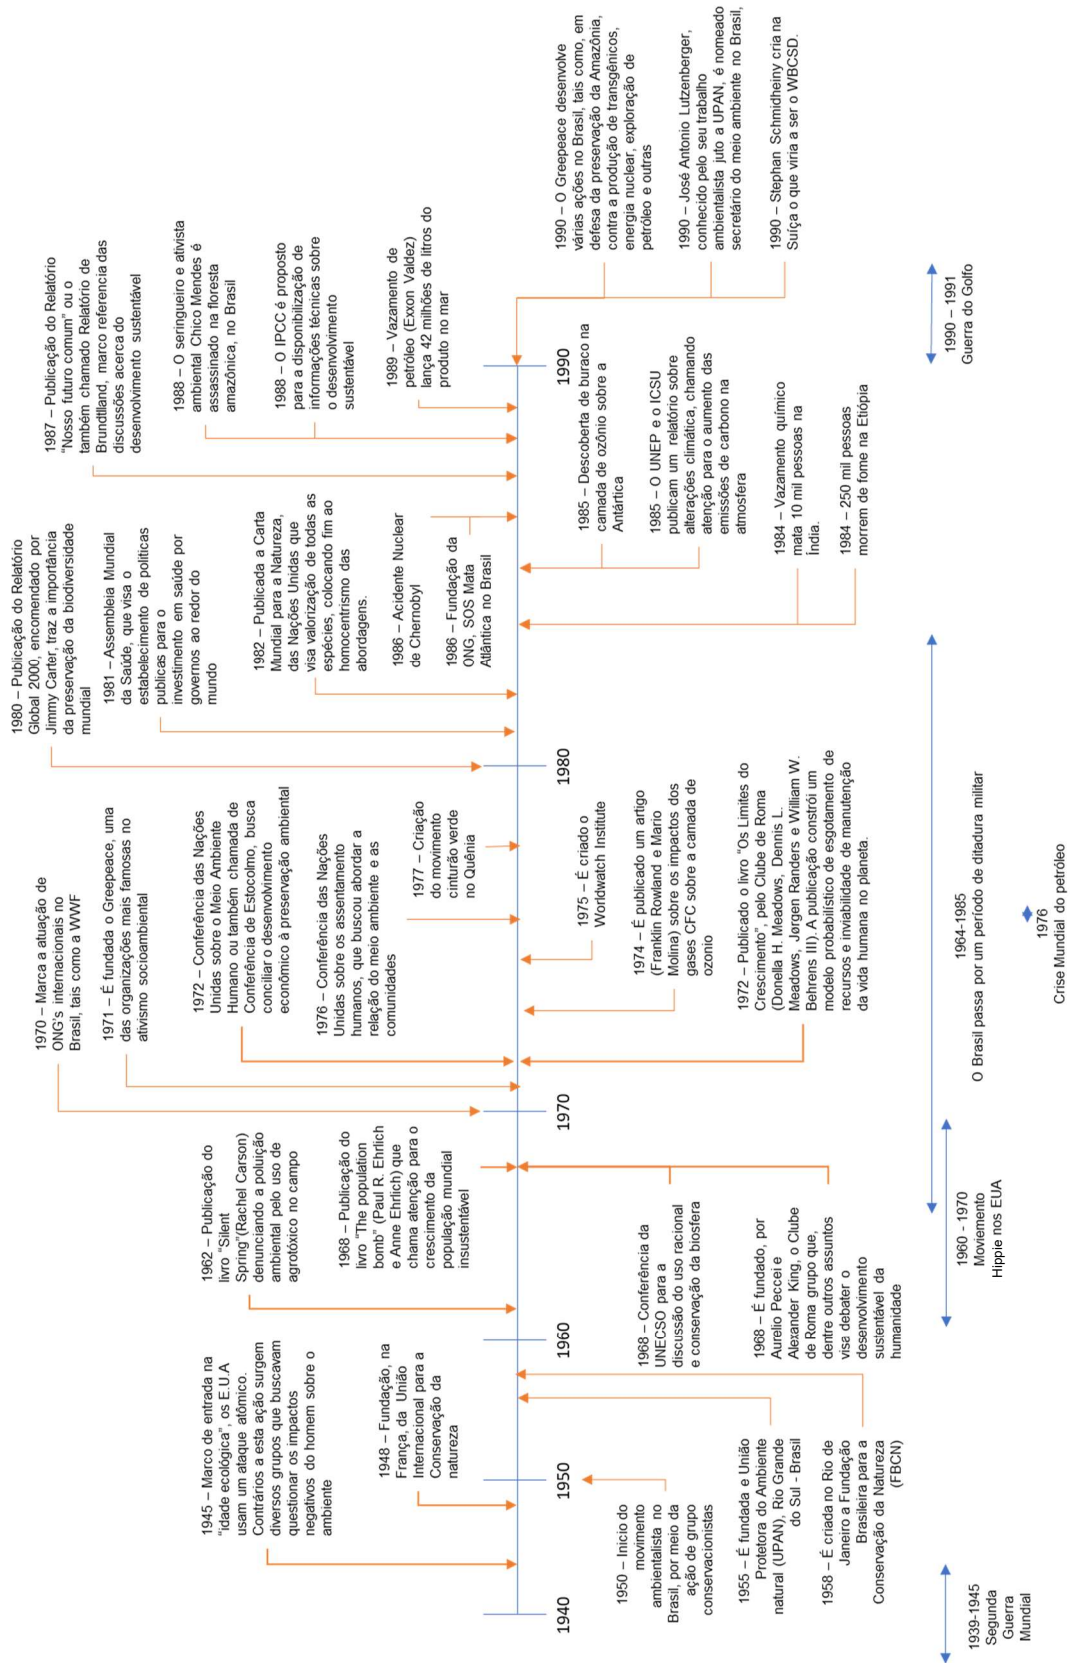 1945 – Marco de entrada na
“idade ecológica”, os E.U.A
usam um ataque atômico.
Contrários a esta ação surgem
diversos grupos que buscavam
questionar os impactos
negativos do homem sobre o
ambiente
1948 – Fundação, na
França, da União
Internacional para a
Conservação da
natureza
1962 – Publicação do
livro “Silent
Spring”(Rachel Carson)
denunciando a poluição
ambiental pelo uso de
agrotóxico no campo
1968 – Publicação do
livro “The population
bomb” (Paul R. Ehrlich
e Anne Ehrlich) que
chama atenção para o
crescimento da
população mundial
insustentável
1970 – Marca a atuação de
ONG’s internacionais no
Brasil, tais como a WWF
1971 – É fundada o Greepeace, uma
das organizações mais famosas no
ativismo socioambiental
1972 – Conferência das Nações
Unidas sobre o Meio Ambiente
Humano ou também chamada de
Conferência de Estocolmo, busca
conciliar o desenvolvimento
econômico à preservação ambiental
1976 – Conferência das Nações
Unidas sobre os assentamento
humanos, que buscou abordar a
relação do meio ambiente e as
comunidades
1977 – Criação
do movimento
cinturão verde
no Quênia
1980 – Publicação do Relatório
Global 2000, encomendado por
Jimmy Carter, traz a importância
da preservação da biodiversidade
mundial
1981 – Assembleia Mundial
da Saúde, que visa o
estabelecimento de políticas
publicas para o
investimento em saúde por
governos ao redor do
mundo
1982 – Publicada a Carta
Mundial para a Natureza,
das Nações Unidas que
visa valorização de todas as
espécies, colocando fim ao
homocentrismo das
abordagens.
1986 – Acidente Nuclear
de Chernobyl
1986 – Fundação da
ONG, SOS Mata
Atlântica no Brasil
1987 – Publicação do Relatório
“Nosso futuro comum” ou o
também chamado Relatório de
Brundtlland, marco referencia das
discussões acerca do
desenvolvimento sustentável
1988 – O seringueiro e ativista
ambiental Chico Mendes é
assassinado na floresta
amazônica, no Brasil
1988 – O IPCC é proposto
para a disponibilização de
informações técnicas sobre
o desenvolvimento
sustentável
1989 – Vazamento de
petróleo (Exxon Valdez)
lança 42 milhões de litros do
produto no mar
1940
1950
1960
1970
1980
1990
1950 – Inicio do
movimento
ambientalista no
Brasil, por meio da
ação de grupo
conservacionistas
1955 – É fundada e União
Protetora do Ambiente
natural (UPAN), Rio Grande
do Sul - Brasil
1958 – É criada no Rio de
Janeiro a Fundação
Brasileira para a
Conservação da Natureza
(FBCN)
1968 – Conferência da
UNECSO para a
discussão do uso racional
e conservação da biosfera
1968 – É fundado, por
Aurelio Peccei e
Alexander King, o Clube
de Roma grupo que,
dentre outros assuntos
visa debater o
desenvolvimento
sustentável da
humanidade
1975 – É criado o
Worldwatch Institute
1974 – É publicado um artigo
(Franklin Rowland e Mario
Molina) sobre os impactos dos
gases CFC sobre a camada de
ozonio
1972 – Publicado o livro “Os Limites do
Crescimento”, pelo Clube de Roma
(Donella H. Meadows, Dennis L.
Meadows, Jørgen Randers e William W.
Behrens III). A publicação constrói um
modelo probabilístico de esgotamento de
recursos e inviabilidade de manutenção
da vida humana no planeta.
1985 – Descoberta de buraco na
camada de ozônio sobre a
Antártica
1985 – O UNEP e o ICSU
publicam um relatório sobre
alterações climática, chamando
atenção para o aumento das
emissões de carbono na
atmosfera
1984 – Vazamento químico
mata 10 mil pessoas na
Índia.
1984 – 250 mil pessoas
morrem de fome na Etiópia
1990 – O Greepeace desenvolve
várias ações no Brasil, tais como, em
defesa da preservação da Amazônia,
contra a produção de transgênicos,
energia nuclear, exploração de
petróleo e outras
1990 – José Antonio Lutzenberger,
conhecido pelo seu trabalho
ambientalista juto a UPAN, é nomeado
secretário do meio ambiente no Brasil,
1990 – Stephan Schmidheiny cria na
Suíça o que viria a ser o WBCSD.
1939-1945
Segunda
Guerra
Mundial
1960 - 1970
Moviemento
Hippie nos EUA
1964-1985
O Brasil passa por um período de ditadura militar
1976
Crise Mundial do petróleo
1990 – 1991
Guerra do Golfo